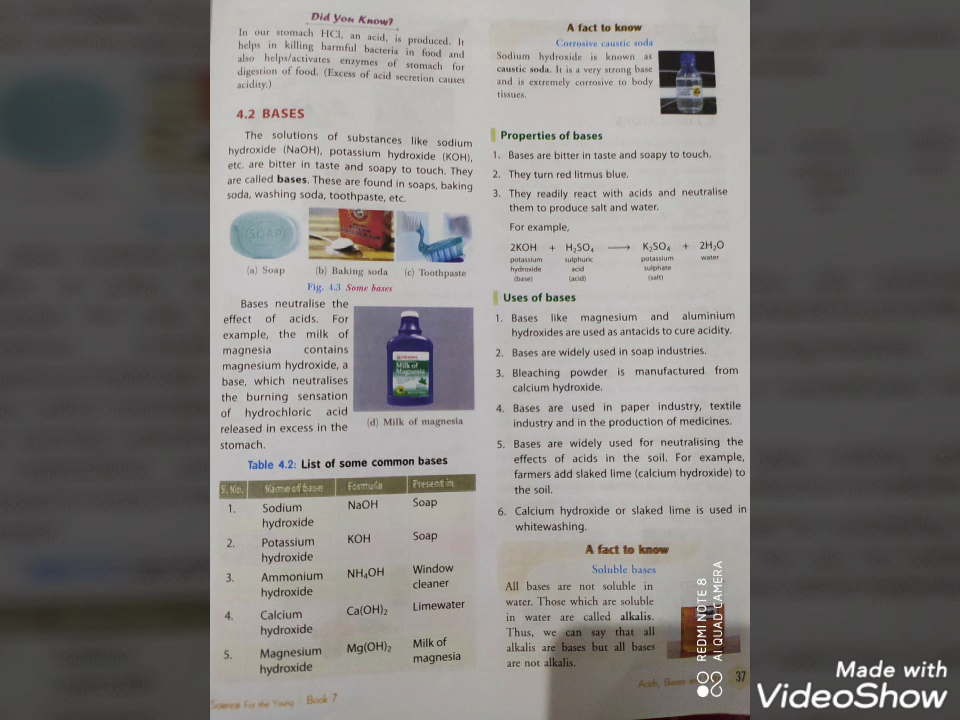 Did You Know?
In our stomach HCl, an acid, is produced. It
helps in killing harmful bacteria in food and
also helps/activates enzymes of stomach for
digestion of food. (Excess of acid secretion causes
acidity.)
4.2 BASES
The solutions of substances like sodium
hydroxide (NaOH), potassium hydroxide (KOH),
etc. are bitter in taste and soapy to touch. They
are called bases. These are found in soaps, baking
soda, washing soda, toothpaste, etc.
SOAP
(a) Soap (b) Baking soda (c) Toothpaste
Fig. 4.3 Some bases
Bases neutralise the
effect of acids. For
example, the milk of
magnesia contains
magnesium hydroxide, a
base, which neutralises
the burning sensation
of hydrochloric acid
released in excess in the
stomach.
Milk of
Magnesia
(d) Milk of magnesia
Table 4.2: List of some common bases
S. No. Name of base Formula Present in
1. Sodium hydroxide NaOH Soap
2. Potassium hydroxide KOH Soap
3. Ammonium hydroxide NH₄OH Window cleaner
4. Calcium hydroxide Ca(OH)₂ Limewater
5. Magnesium hydroxide Mg(OH)₂ Milk of magnesia
Science For the Young Book 7
A fact to know
Corrosive caustic soda
Sodium hydroxide is known as
caustic soda. It is a very strong base
and is extremely corrosive to body
tissues.
Properties of bases
1. Bases are bitter in taste and soapy to touch.
2. They turn red litmus blue.
3. They readily react with acids and neutralise
them to produce salt and water.
For example,
2KOH + H₂SO₄ ⟶ K₂SO₄ + 2H₂O
potassium sulphuric potassium water
hydroxide acid sulphate
(base) (acid) (salt)
Uses of bases
1. Bases like magnesium and aluminium
hydroxides are used as antacids to cure acidity.
2. Bases are widely used in soap industries.
3. Bleaching powder is manufactured from
calcium hydroxide.
4. Bases are used in paper industry, textile
industry and in the production of medicines.
5. Bases are widely used for neutralising the
effects of acids in the soil. For example,
farmers add slaked lime (calcium hydroxide) to
the soil.
6. Calcium hydroxide or slaked lime is used in
whitewashing.
A fact to know
Soluble bases
All bases are not soluble in
water. Those which are soluble
in water are called alkalis.
Thus, we can say that all
alkalis are bases but all bases
are not alkalis.
Acids, Bases 37
REDMI NOTE 8
AI QUAD CAMERA
Made with
VideoShow